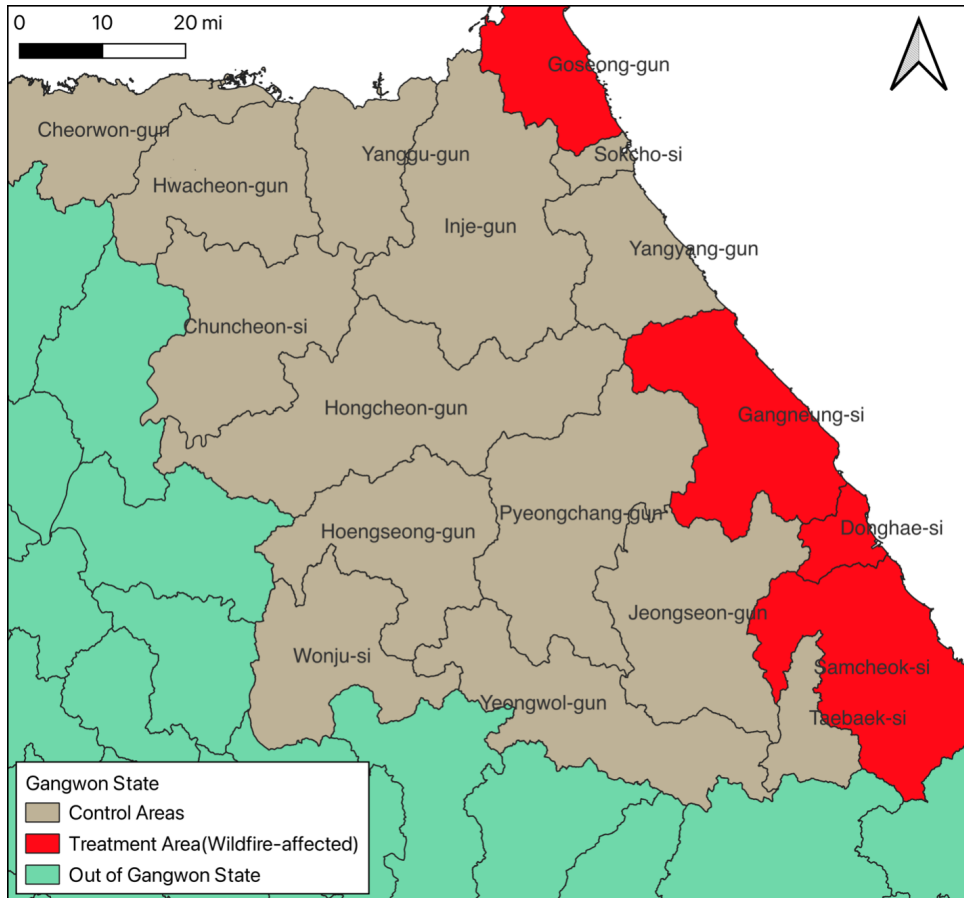 0 10 20 mi
Goseong-gun
Cheorwon-gun
Yanggu-gun
Sokcho-si
Hwacheon-gun
Inje-gun
Yangyang-gun
Chuncheon-si
Hongcheon-gun
Gangneung-si
Pyeongchang-gun
Donghae-si
Hoengseong-gun
Jeongseon-gun
Wonju-si
Samcheok-si
Yeongwol-gun
Taebaek-si
Gangwon State
Control Areas
Treatment Area(Wildfire-affected)
Out of Gangwon State